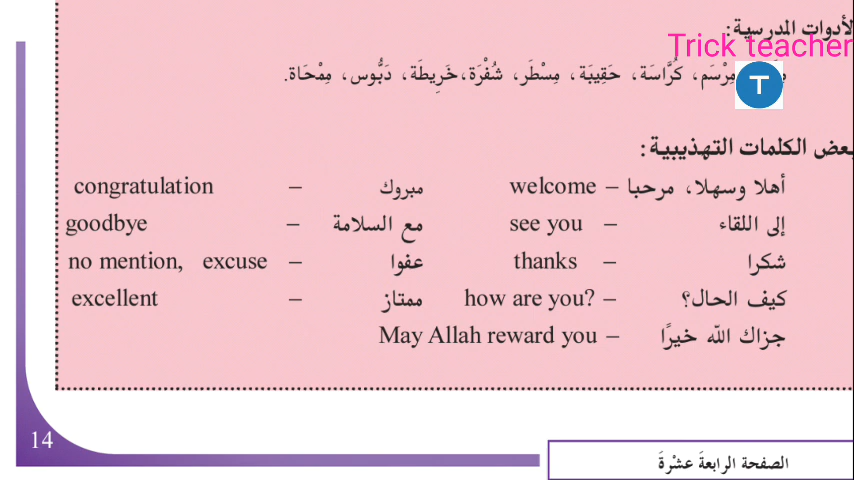 لأدوات المدرسية:
Trick teacher
T
مِرْسَم، كُرَّاسَة، حَقِيبَة، مِسْطَر، شُفْرَة،خَرِيطَة، دَبُّوس، مِمْحَاة.
بعض الكلمات التهذيبية:
أهلا وسهلا، مرحبا – welcome مبروك – congratulation
إلى اللقاء – see you مع السلامة – goodbye
شكرا – thanks عفوا – no mention, excuse
كيف الحال؟ – how are you? ممتاز – excellent
جزاك الله خيرًا – May Allah reward you
14
الصفحة الرابعةَ عشْرةَ